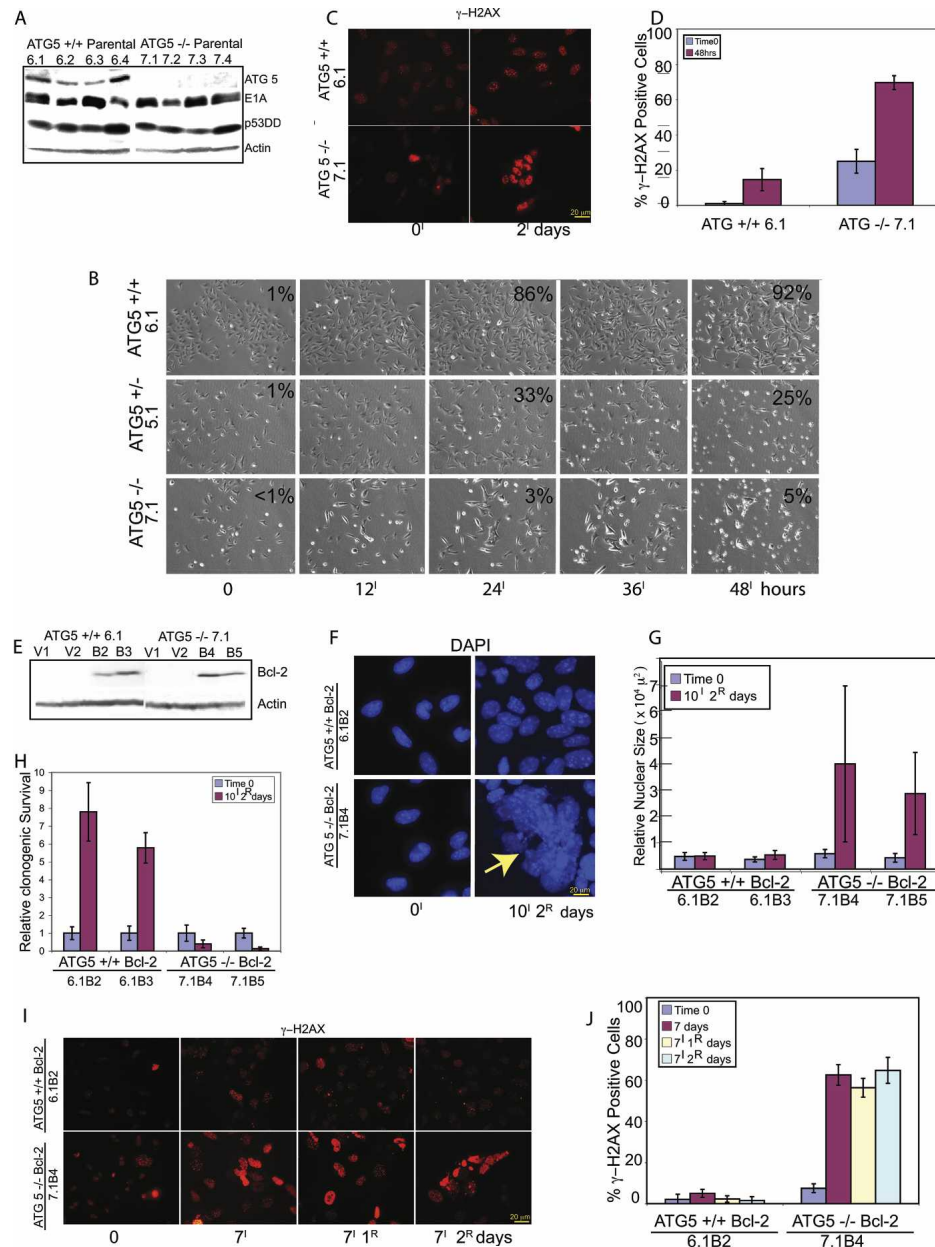 A
ATG5 +/+ Parental ATG5 -/- Parental
6.1 6.2 6.3 6.4 7.1 7.2 7.3 7.4
ATG 5
E1A
p53DD
Actin
C
γ-H2AX
ATG5 +/+
6.1
ATG 5 -/-
7.1
20 µm
0ᴵ 2ᴵ days
D
Time0
48hrs
% γ-H2AX Positive Cells
100
80
60
40
20
0
ATG +/+ 6.1 ATG -/- 7.1
B
ATG5 +/+
6.1
1% 86% 92%
ATG5 +/-
5.1
1% 33% 25%
ATG5 -/-
7.1
<1% 3% 5%
0 12ᴵ 24ᴵ 36ᴵ 48ᴵ hours
E
ATG5 +/+ 6.1 ATG5 -/- 7.1
V1 V2 B2 B3 V1 V2 B4 B5
Bcl-2
Actin
F
DAPI
ATG5 +/+ Bcl-2
6.1B2
ATG 5 -/- Bcl-2
7.1B4
20 µm
0ᴵ 10ᴵ 2ᴿ days
G
Time 0
10ᴵ 2ᴿ days
Relative Nuclear Size ( x 10⁴ µ²)
7
6
5
4
3
2
1
ATG5 +/+ Bcl-2 ATG5 -/- Bcl-2
6.1B2 6.1B3 7.1B4 7.1B5
H
Time 0
10ᴵ 2ᴿ days
Relative clonogenic Survival
10
9
8
7
6
5
4
3
2
1
0
ATG5 +/+ Bcl-2 ATG5 -/- Bcl-2
6.1B2 6.1B3 7.1B4 7.1B5
I
γ-H2AX
ATG5 +/+ Bcl-2
6.1B2
ATG 5 -/- Bcl-2
7.1B4
20 µm
0 7ᴵ 7ᴵ 1ᴿ 7ᴵ 2ᴿ days
J
Time 0
7 days
7ᴵ 1ᴿ days
7ᴵ 2ᴿ days
% γ-H2AX Positive Cells
100
80
60
40
20
0
ATG5 +/+ Bcl-2 ATG5 -/- Bcl-2
6.1B2 7.1B4